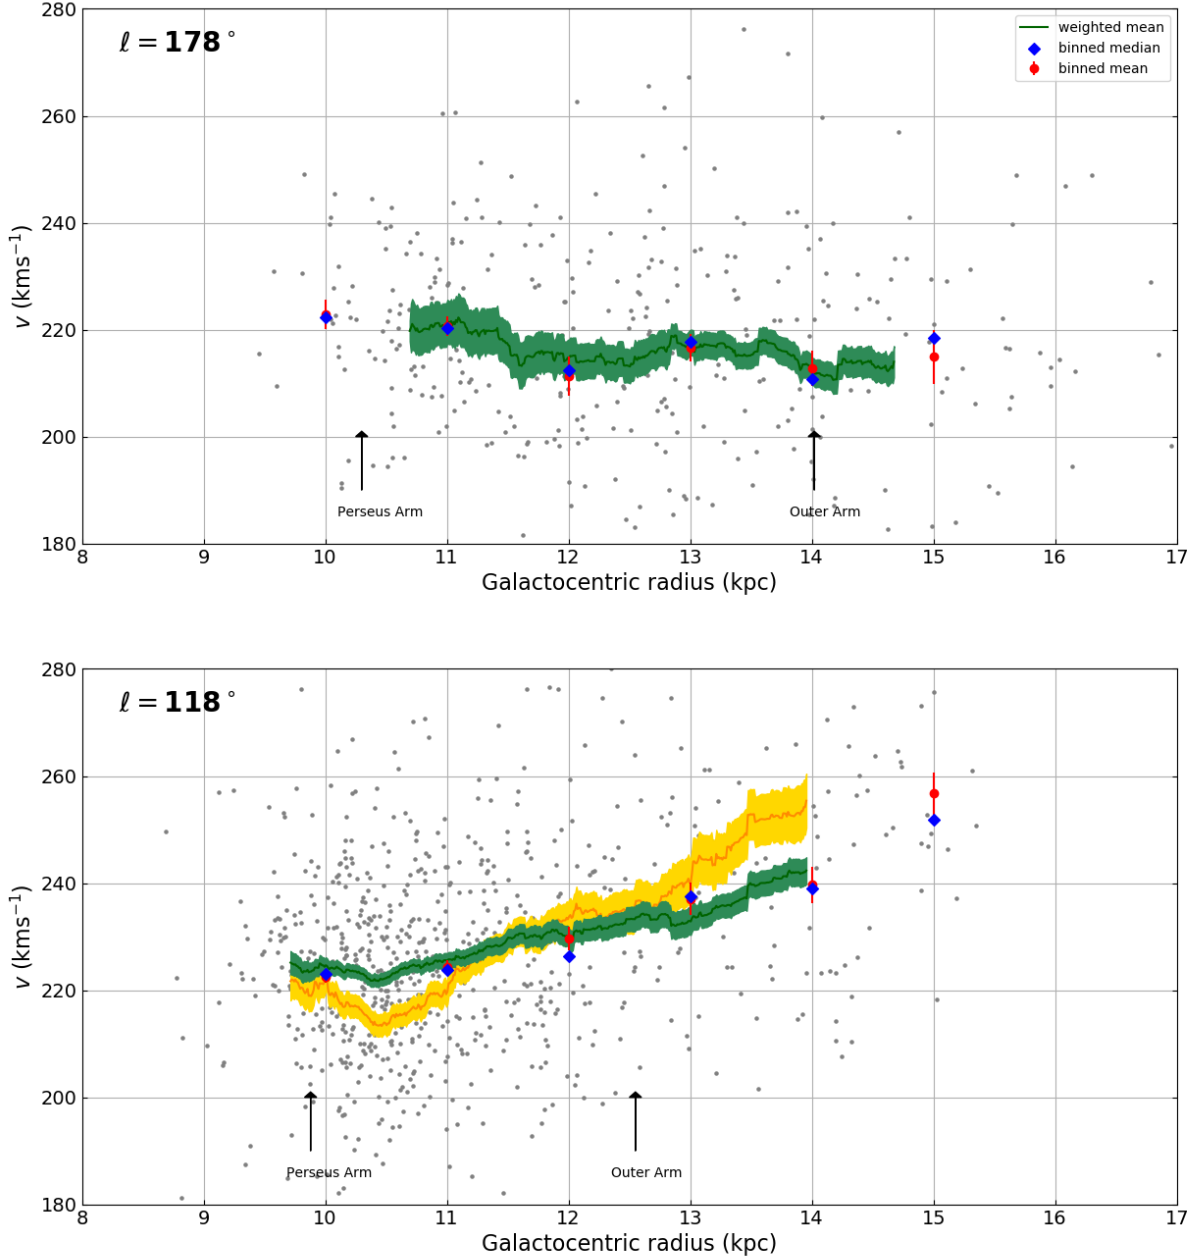 280
260
240
220
200
180
v (kms⁻¹)
ℓ = 178°
weighted mean
binned median
binned mean
Perseus Arm
Outer Arm
8 9 10 11 12 13 14 15 16 17
Galactocentric radius (kpc)
280
260
240
220
200
180
v (kms⁻¹)
ℓ = 118°
Perseus Arm
Outer Arm
8 9 10 11 12 13 14 15 16 17
Galactocentric radius (kpc)